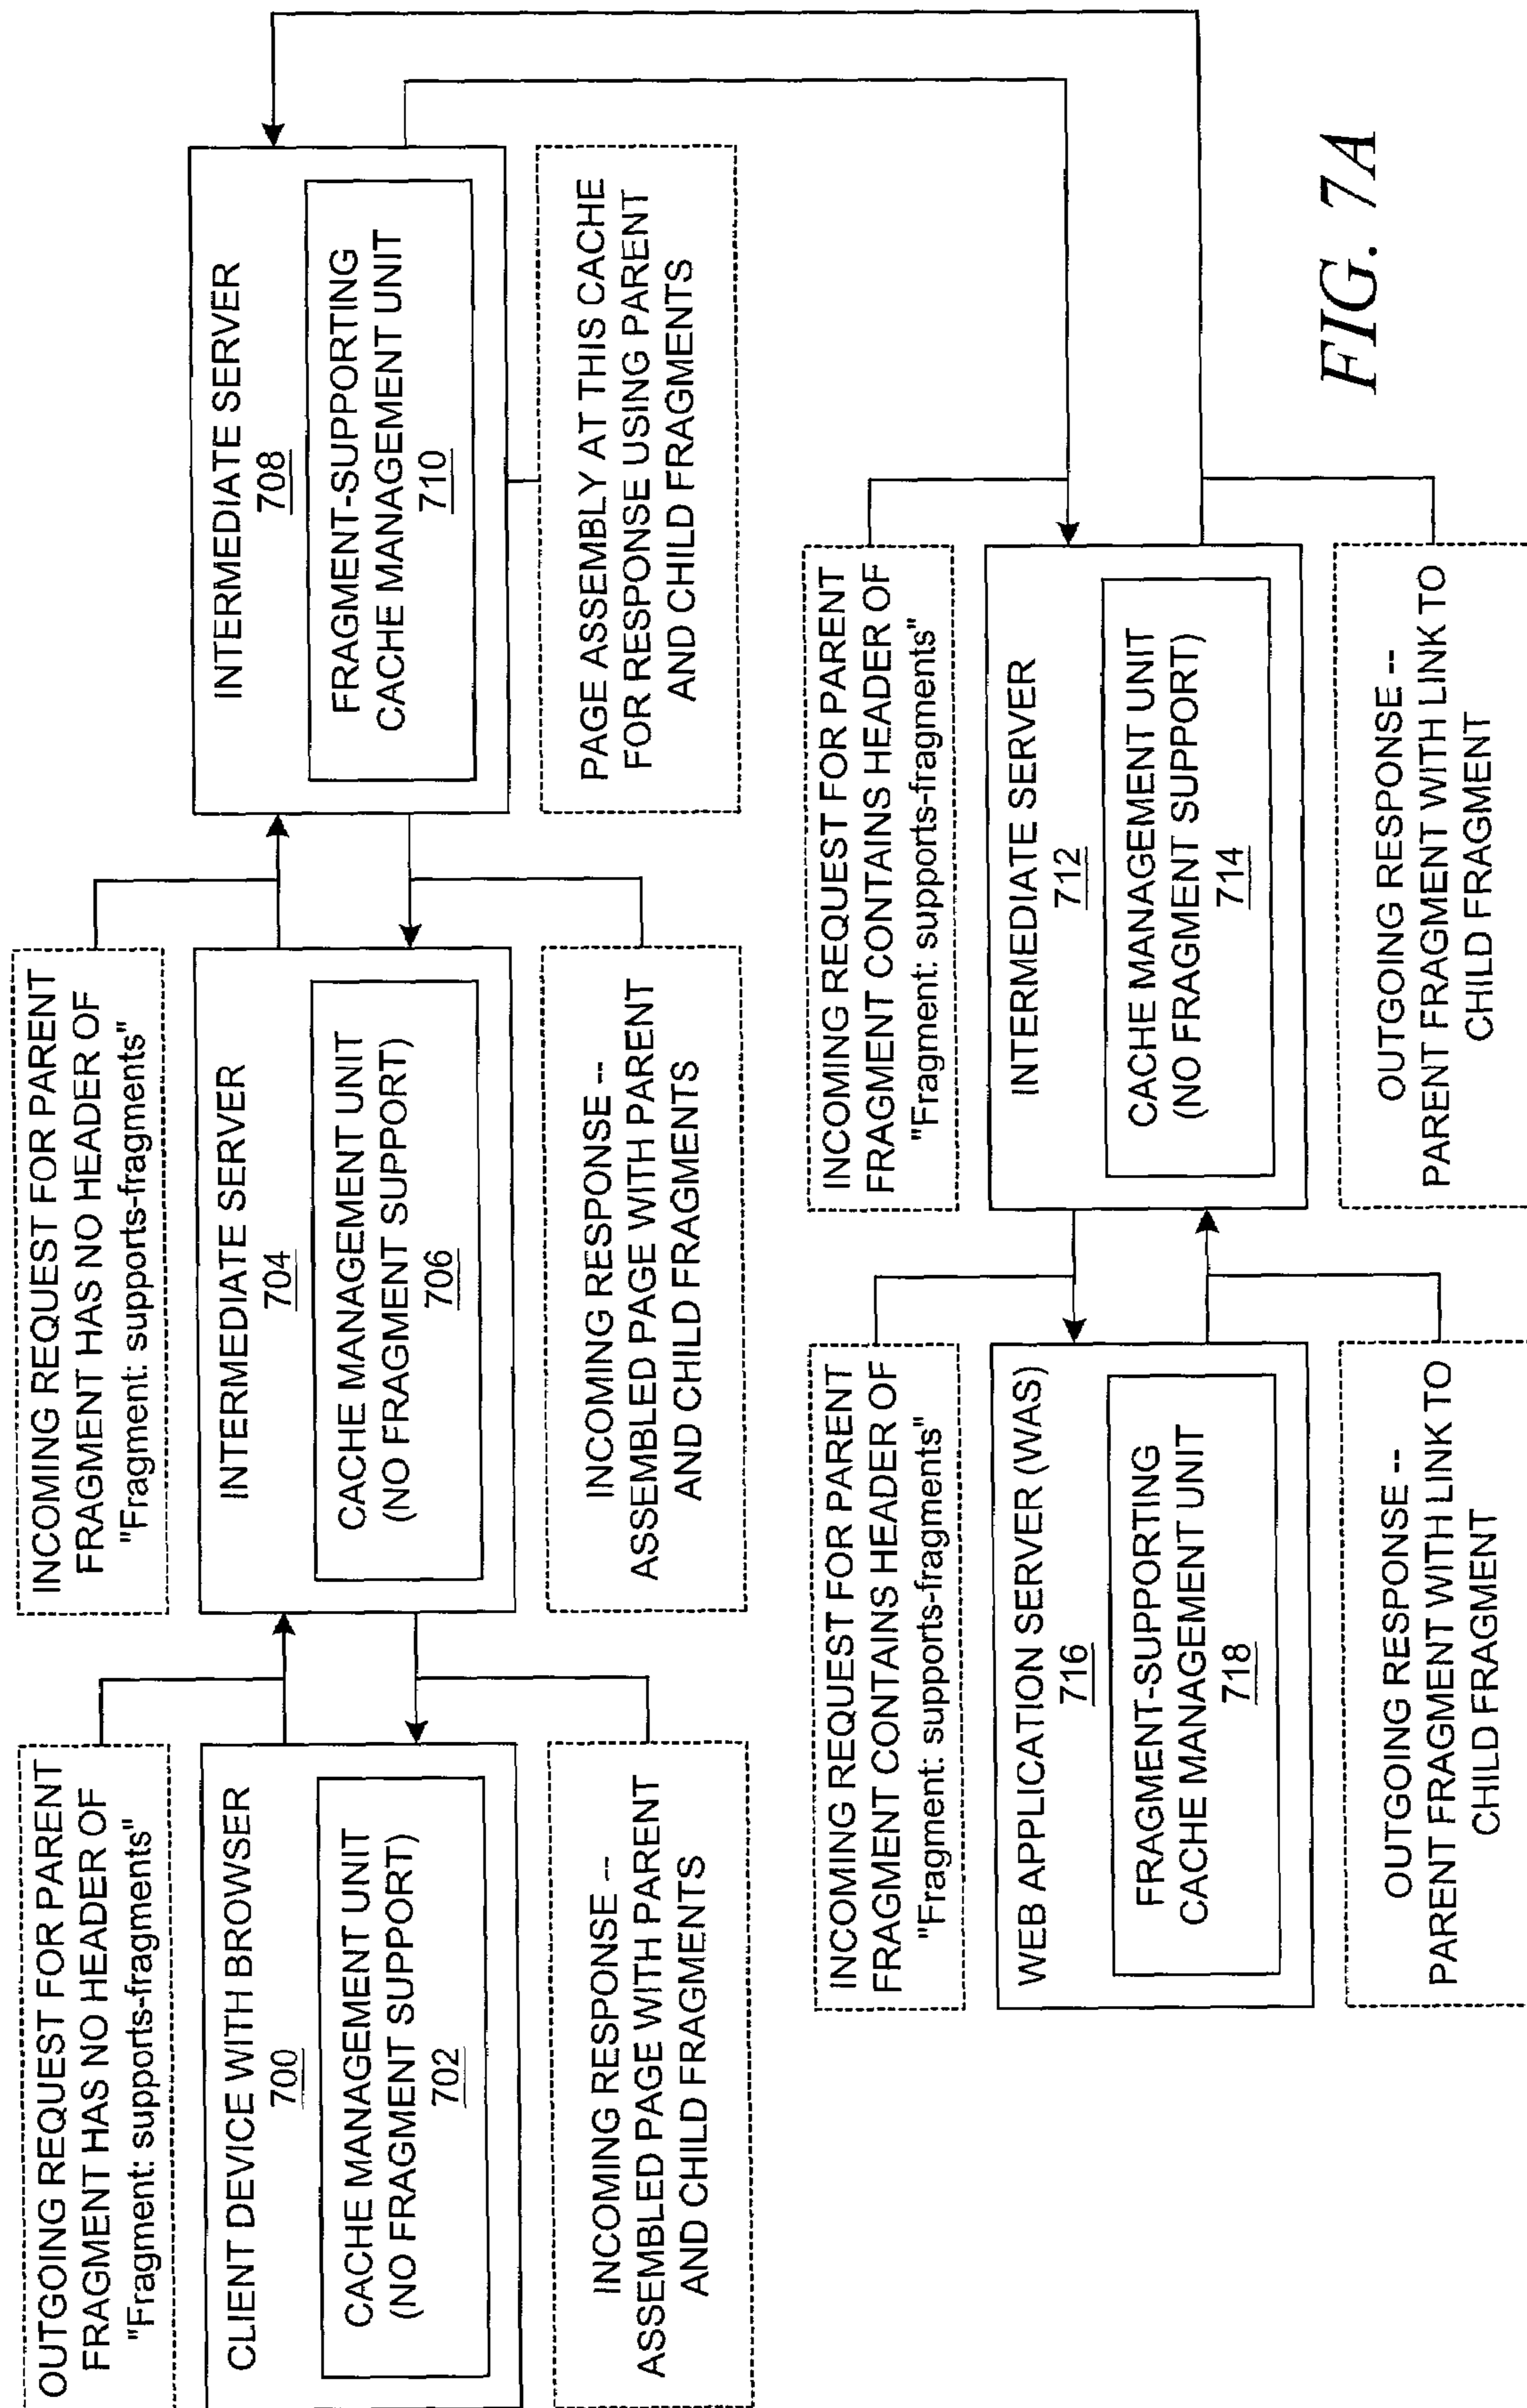 OUTGOING REQUEST FOR PARENT
FRAGMENT HAS NO HEADER OF
"Fragment: supports-fragments"
CLIENT DEVICE WITH BROWSER
700
CACHE MANAGEMENT UNIT
(NO FRAGMENT SUPPORT)
702
INCOMING RESPONSE --
ASSEMBLED PAGE WITH PARENT
AND CHILD FRAGMENTS
INCOMING REQUEST FOR PARENT
FRAGMENT HAS NO HEADER OF
"Fragment: supports-fragments"
INTERMEDIATE SERVER
704
CACHE MANAGEMENT UNIT
(NO FRAGMENT SUPPORT)
706
INCOMING RESPONSE --
ASSEMBLED PAGE WITH PARENT
AND CHILD FRAGMENTS
INTERMEDIATE SERVER
708
FRAGMENT-SUPPORTING
CACHE MANAGEMENT UNIT
710
PAGE ASSEMBLY AT THIS CACHE
FOR RESPONSE USING PARENT
AND CHILD FRAGMENTS
INCOMING REQUEST FOR PARENT
FRAGMENT CONTAINS HEADER OF
"Fragment: supports-fragments"
WEB APPLICATION SERVER (WAS)
716
FRAGMENT-SUPPORTING
CACHE MANAGEMENT UNIT
718
OUTGOING RESPONSE --
PARENT FRAGMENT WITH LINK TO
CHILD FRAGMENT
INCOMING REQUEST FOR PARENT
FRAGMENT CONTAINS HEADER OF
"Fragment: supports-fragments"
INTERMEDIATE SERVER
712
CACHE MANAGEMENT UNIT
(NO FRAGMENT SUPPORT)
714
OUTGOING RESPONSE --
PARENT FRAGMENT WITH LINK TO
CHILD FRAGMENT
FIG. 7A